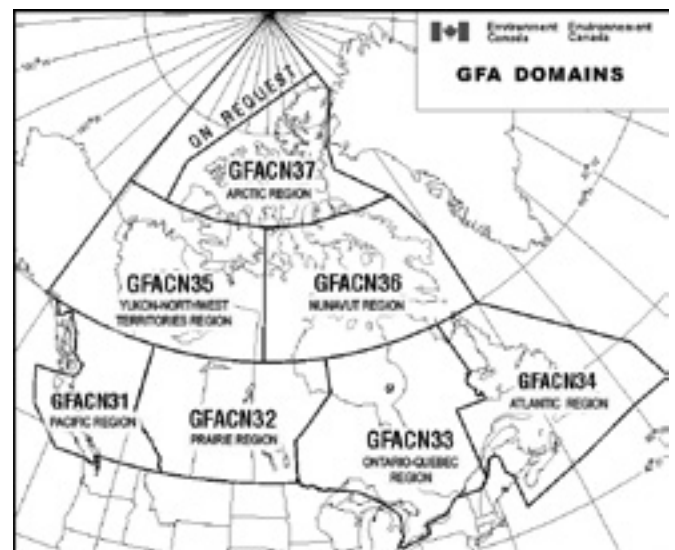 Environment Canada
Environnement Canada
GFA DOMAINS
ON REQUEST
GFACN37
ARCTIC REGION
GFACN35
YUKON-NORTHWEST
TERRITORIES REGION
GFACN36
NUNAVUT REGION
GFACN31
PACIFIC REGION
GFACN32
PRAIRIE REGION
GFACN33
ONTARIO-QUEBEC
REGION
GFACN34
ATLANTIC REGION